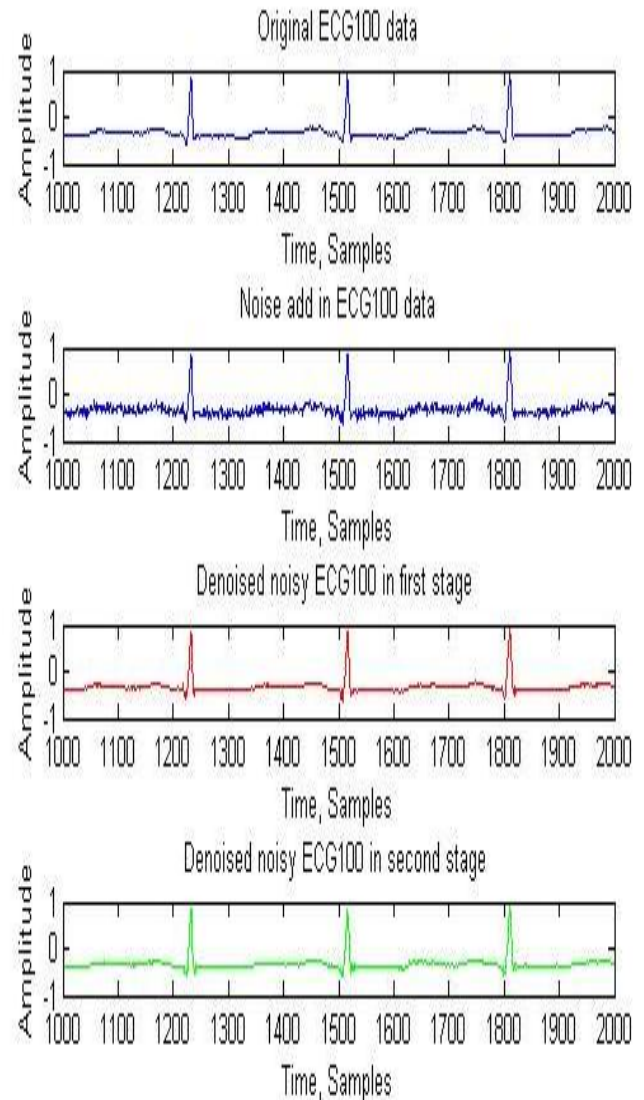 Original ECG100 data
Amplitude
1
0
-1
1000 1100 1200 1300 1400 1500 1600 1700 1800 1900 2000
Time, Samples
Noise add in ECG100 data
Amplitude
1
0
-1
1000 1100 1200 1300 1400 1500 1600 1700 1800 1900 2000
Time, Samples
Denoised noisy ECG100 in first stage
Amplitude
1
0
-1
1000 1100 1200 1300 1400 1500 1600 1700 1800 1900 2000
Time, Samples
Denoised noisy ECG100 in second stage
Amplitude
1
0
-1
1000 1100 1200 1300 1400 1500 1600 1700 1800 1900 2000
Time, Samples